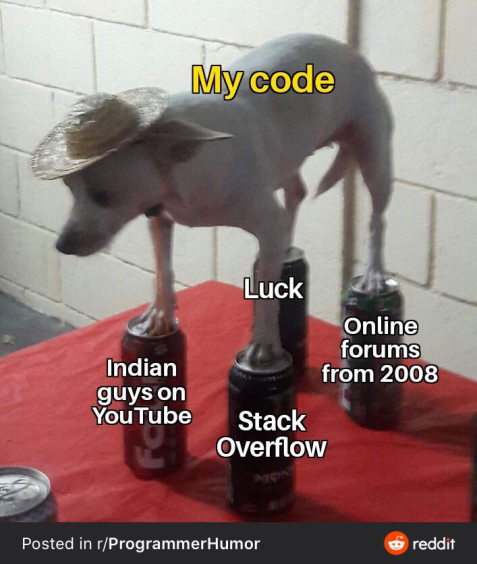 My code
Luck
Online
forums
from 2008
Indian
guys on
YouTube
Stack
Overflow
Posted in r/ProgrammerHumor
reddit